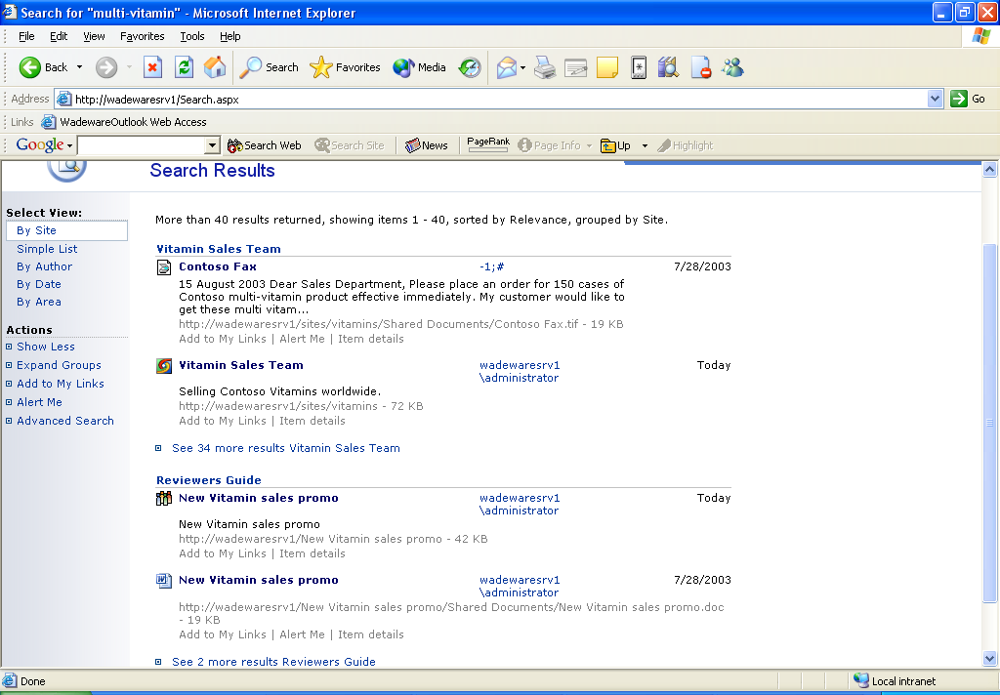 Search for "multi-vitamin" - Microsoft Internet Explorer
File Edit View Favorites Tools Help
Back Search Favorites Media
Address http://wadewaresrv1/Search.aspx Go
Links WadewareOutlook Web Access
Google Search Web Search Site News PageRank Page Info Up Highlight
Search Results
Select View:
By Site
Simple List
By Author
By Date
By Area
Actions
Show Less
Expand Groups
Add to My Links
Alert Me
Advanced Search
More than 40 results returned, showing items 1 - 40, sorted by Relevance, grouped by Site.
Vitamin Sales Team
Contoso Fax -1;# 7/28/2003
15 August 2003 Dear Sales Department, Please place an order for 150 cases of
Contoso multi-vitamin product effective immediately. My customer would like to
get these multi vitam...
http://wadewaresrv1/sites/vitamins/Shared Documents/Contoso Fax.tif - 19 KB
Add to My Links | Alert Me | Item details
Vitamin Sales Team wadewaresrv1 Today
\administrator
Selling Contoso Vitamins worldwide.
http://wadewaresrv1/sites/vitamins - 72 KB
Add to My Links | Item details
See 34 more results Vitamin Sales Team
Reviewers Guide
New Vitamin sales promo wadewaresrv1 Today
\administrator
New Vitamin sales promo
http://wadewaresrv1/New Vitamin sales promo - 42 KB
Add to My Links | Item details
New Vitamin sales promo wadewaresrv1 7/28/2003
\administrator
http://wadewaresrv1/New Vitamin sales promo/Shared Documents/New Vitamin sales promo.doc
- 19 KB
Add to My Links | Alert Me | Item details
See 2 more results Reviewers Guide
Done Local intranet